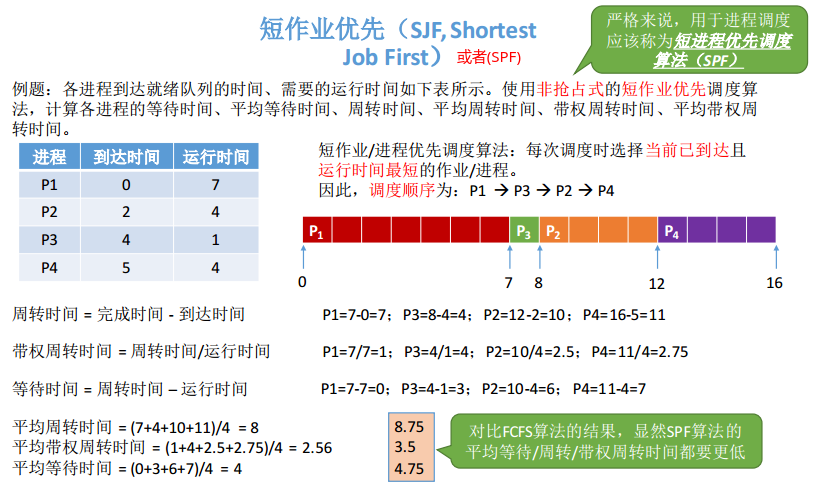 短作业优先（SJF, Shortest
Job First） 或者(SPF)
严格来说，用于进程调度
应该称为短进程优先调度
算法（SPF）
例题：各进程到达就绪队列的时间、需要的运行时间如下表所示。使用非抢占式的短作业优先调度算
法，计算各进程的等待时间、平均等待时间、周转时间、平均周转时间、带权周转时间、平均带权周
转时间。
进程 到达时间 运行时间
P1 0 7
P2 2 4
P3 4 1
P4 5 4
短作业/进程优先调度算法：每次调度时选择当前已到达且
运行时间最短的作业/进程。
因此，调度顺序为：P1 → P3 → P2 → P4
P1 P3 P2 P4
0 7 8 12 16
周转时间 = 完成时间 - 到达时间 P1=7-0=7；P3=8-4=4；P2=12-2=10；P4=16-5=11
带权周转时间 = 周转时间/运行时间 P1=7/7=1；P3=4/1=4；P2=10/4=2.5；P4=11/4=2.75
等待时间 = 周转时间 – 运行时间 P1=7-7=0；P3=4-1=3；P2=10-4=6；P4=11-4=7
平均周转时间 = (7+4+10+11)/4 = 8
平均带权周转时间 = (1+4+2.5+2.75)/4 = 2.56
平均等待时间 = (0+3+6+7)/4 = 4
8.75
3.5
4.75
对比FCFS算法的结果，显然SPF算法的
平均等待/周转/带权周转时间都要更低